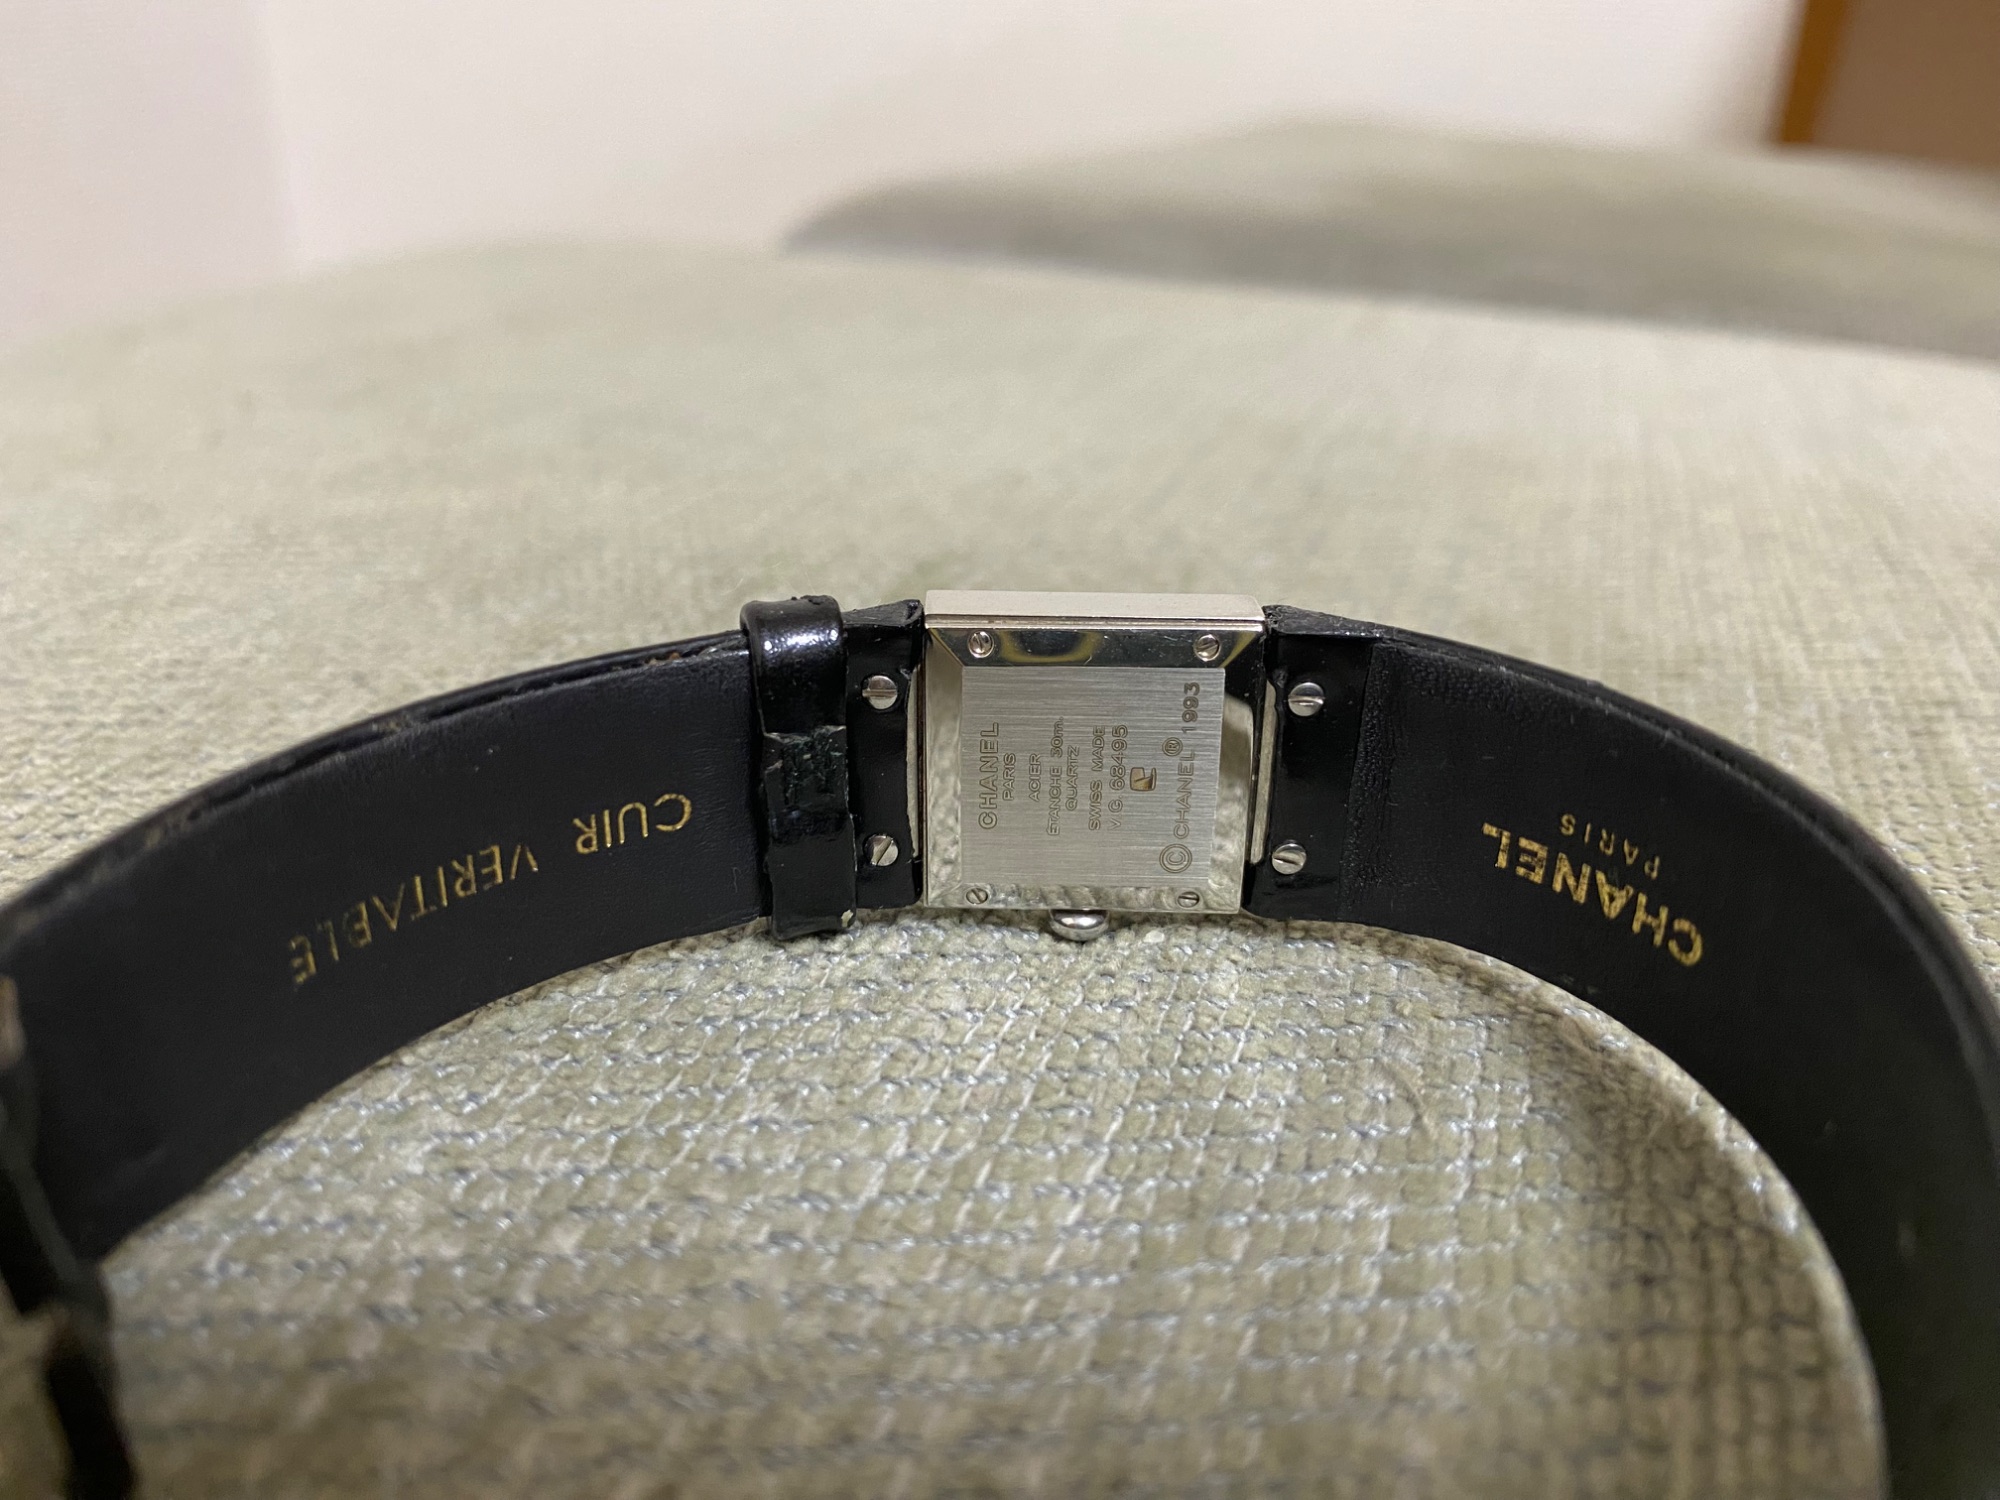 CUIR VERITABLE
CHANEL
PARIS
ACIER
ETANCHE 30m.
QUARTZ
SWISS MADE
V.G 68495
© CHANEL ® 1993
CHANEL
PARIS